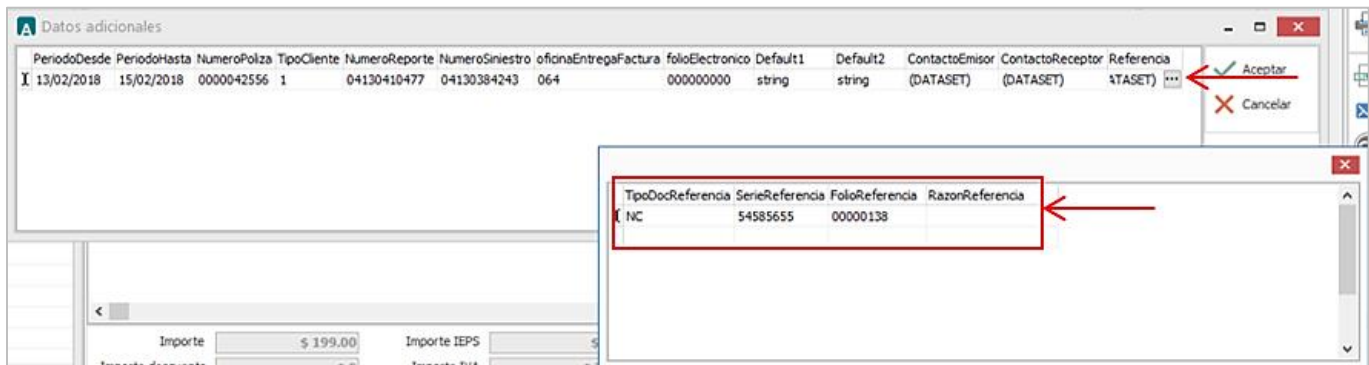 A Datos adicionales
PeriodoDesde PeriodoHasta NumeroPoliza TipoCliente NumeroReporte NumeroSiniestro oficinaEntregaFactura folioElectronico Default1 Default2 ContactoEmisor ContactoReceptor Referencia
13/02/2018 15/02/2018 0000042556 1 04130410477 04130384243 064 000000000 string string (DATASET) (DATASET) ATASET) ...
Aceptar
Cancelar
TipoDocReferencia SerieReferencia FolioReferencia RazonReferencia
NC 54585655 00000138
Importe $ 199.00 Importe IEPS